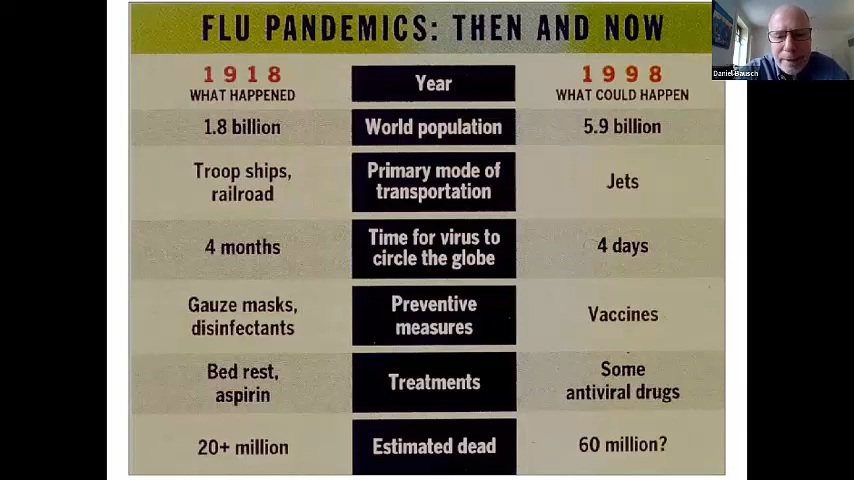 FLU PANDEMICS: THEN AND NOW
1918
WHAT HAPPENED
Year
1998
WHAT COULD HAPPEN
1.8 billion
World population
5.9 billion
Troop ships,
railroad
Primary mode of
transportation
Jets
4 months
Time for virus to
circle the globe
4 days
Gauze masks,
disinfectants
Preventive
measures
Vaccines
Bed rest,
aspirin
Treatments
Some
antiviral drugs
20+ million
Estimated dead
60 million?
Daniel Bausch